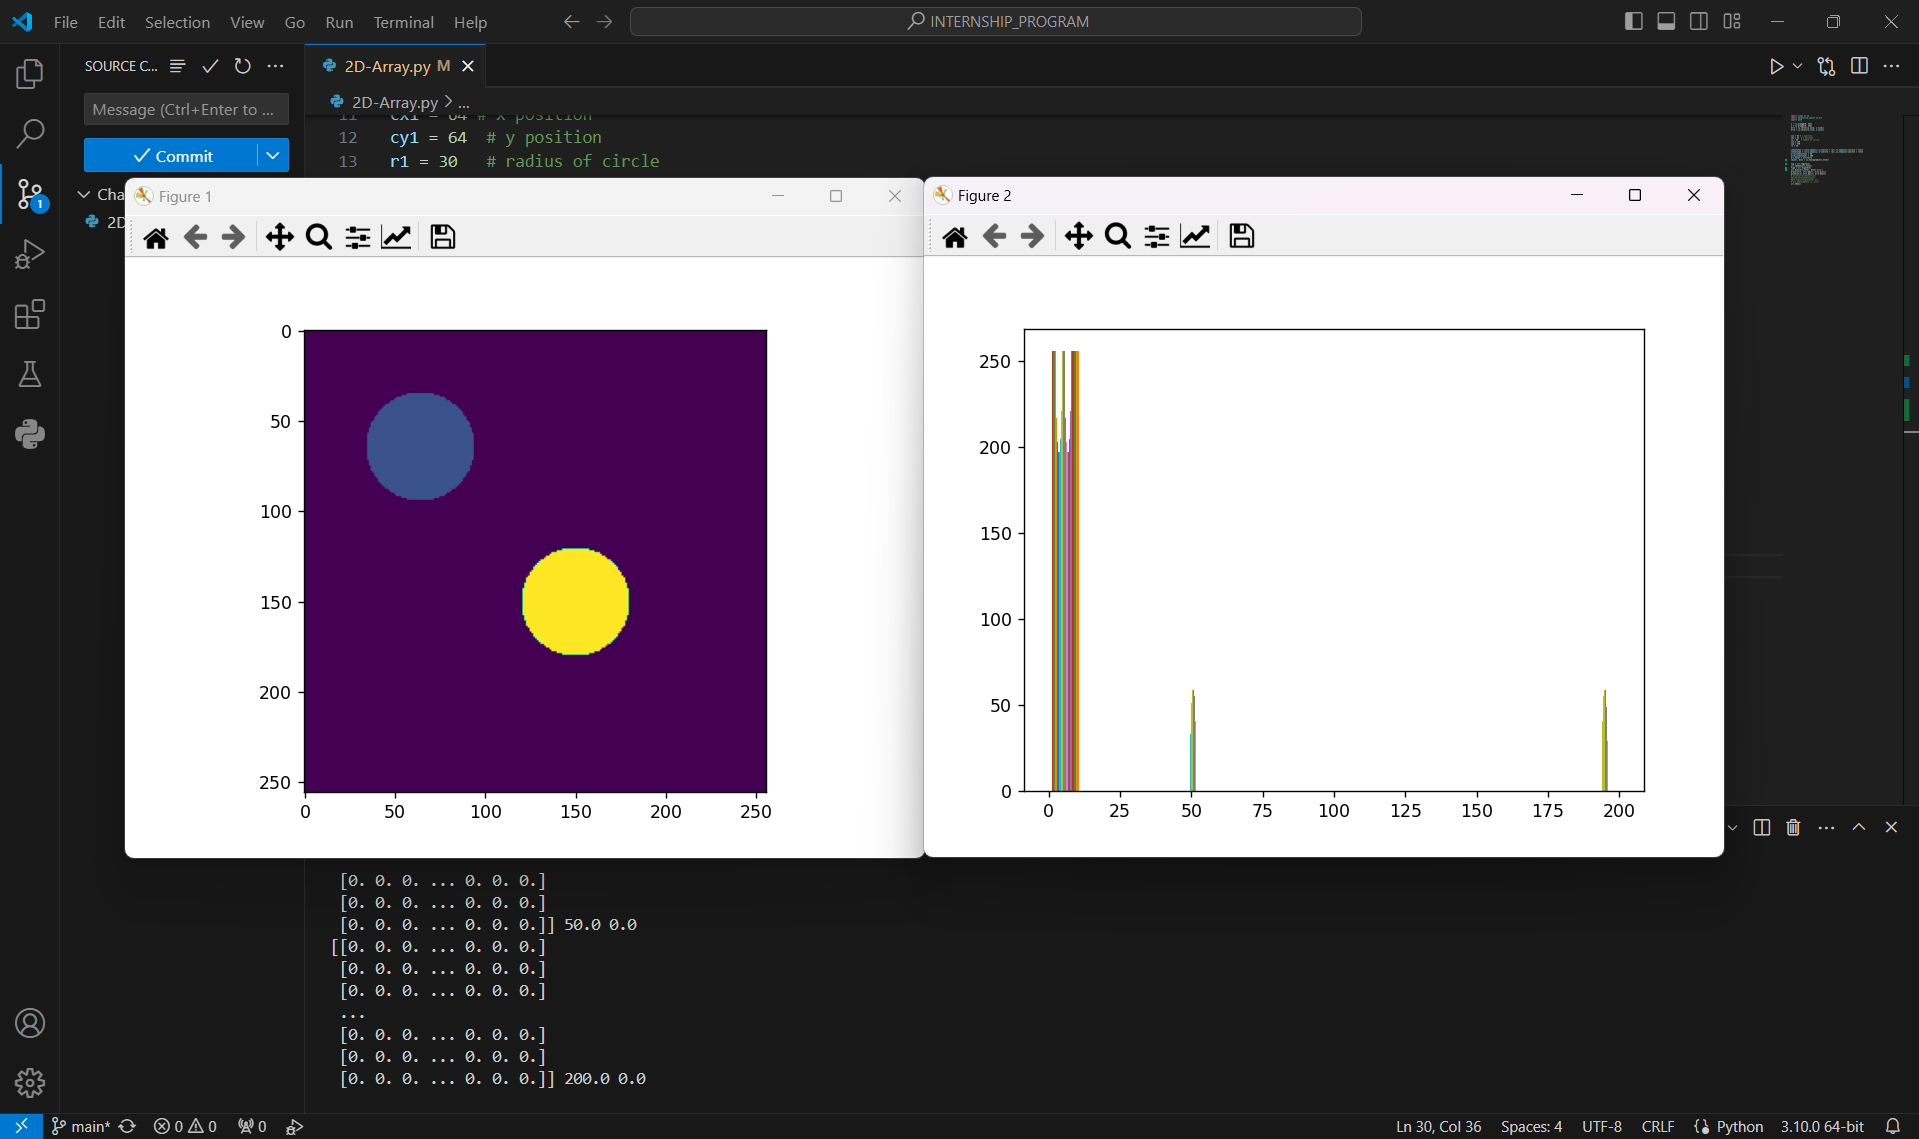 File Edit Selection View Go Run Terminal Help
INTERNSHIP_PROGRAM
SOURCE C...
2D-Array.py M
Message (Ctrl+Enter to ...
2D-Array.py > ...
11 cx1 = 64 # x position
12 cy1 = 64 # y position
Commit
13 r1 = 30 # radius of circle
Cha
1
2D
Figure 1
Figure 2
0
50
100
150
200
250
0 50 100 150 200 250
250
200
150
100
50
0
0 25 50 75 100 125 150 175 200
[0. 0. 0. ... 0. 0. 0.]
[0. 0. 0. ... 0. 0. 0.]
[0. 0. 0. ... 0. 0. 0.]] 50.0 0.0
[[0. 0. 0. ... 0. 0. 0.]
[0. 0. 0. ... 0. 0. 0.]
[0. 0. 0. ... 0. 0. 0.]
...
[0. 0. 0. ... 0. 0. 0.]
[0. 0. 0. ... 0. 0. 0.]
[0. 0. 0. ... 0. 0. 0.]] 200.0 0.0
main* 0 0 0 Ln 30, Col 36 Spaces: 4 UTF-8 CRLF Python 3.10.0 64-bit